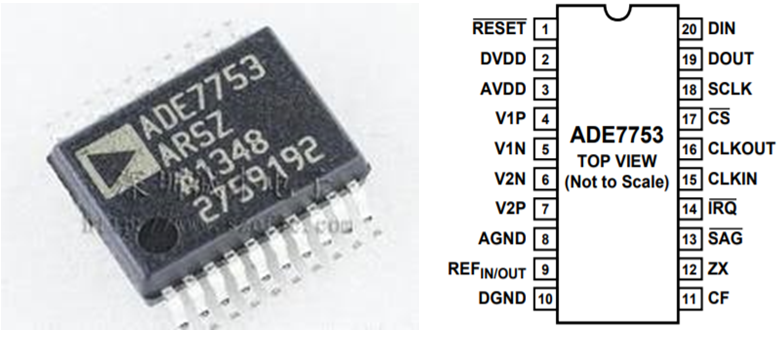 ADE7753
ARSZ
#1348
2759192
RESET 1
DVDD 2
AVDD 3
V1P 4
V1N 5
V2N 6
V2P 7
AGND 8
REFIN/OUT 9
DGND 10
ADE7753
TOP VIEW
(Not to Scale)
20 DIN
19 DOUT
18 SCLK
17 CS
16 CLKOUT
15 CLKIN
14 IRQ
13 SAG
12 ZX
11 CF